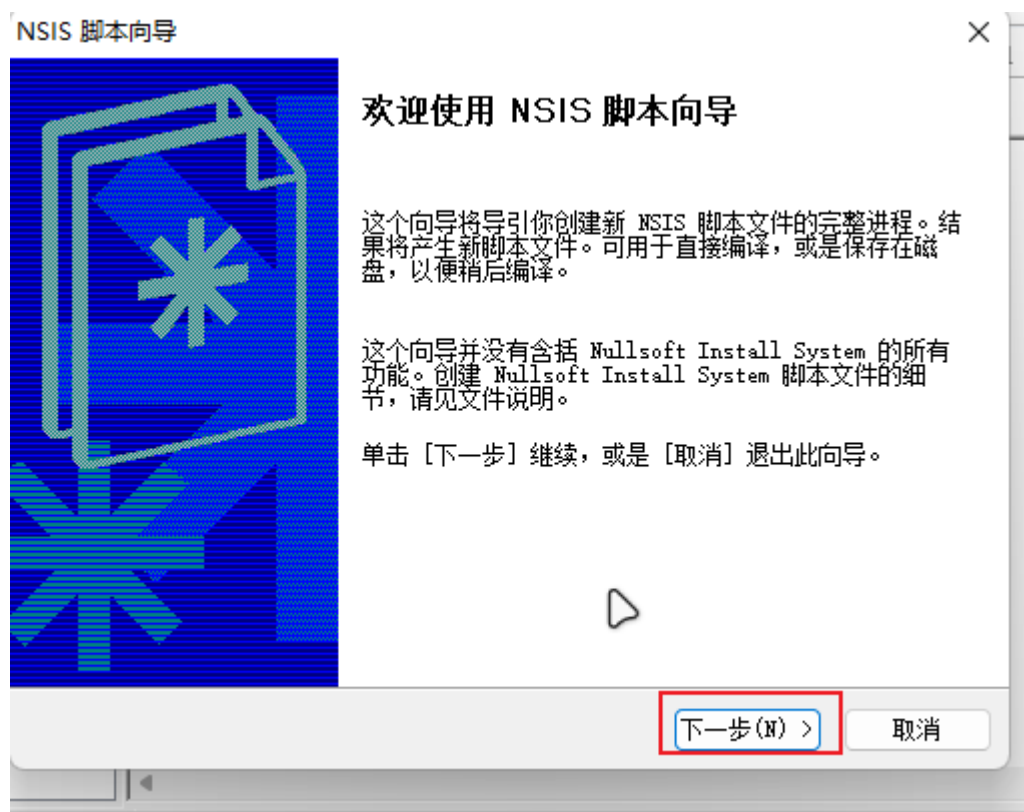 NSIS 脚本向导
欢迎使用 NSIS 脚本向导
这个向导将导引你创建新 NSIS 脚本文件的完整进程。结
果将产生新脚本文件。可用于直接编译，或是保存在磁
盘，以便稍后编译。
这个向导并没有含括 Nullsoft Install System 的所有
功能。创建 Nullsoft Install System 脚本文件的细
节，请见文件说明。
单击 [下一步] 继续，或是 [取消] 退出此向导。
下一步(N) >
取消